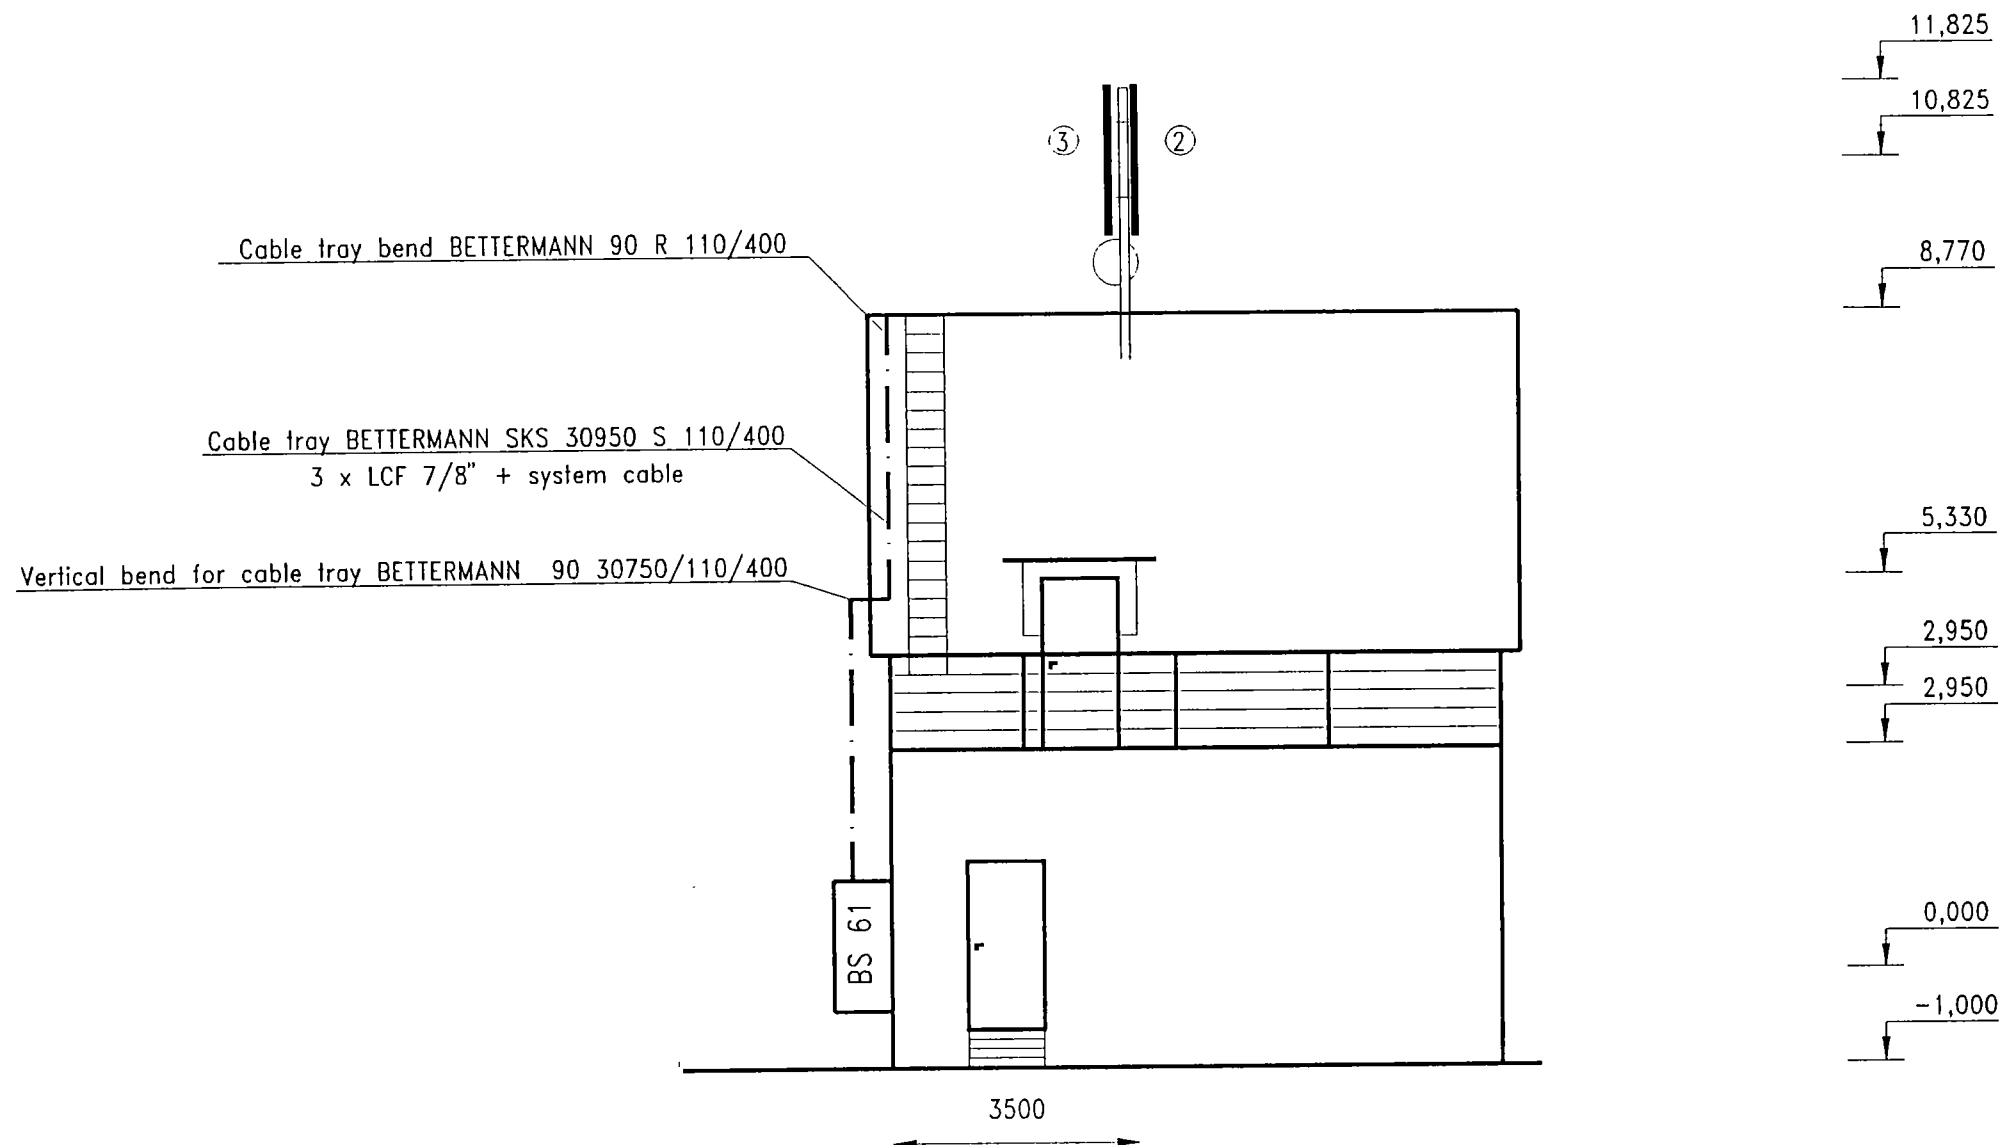 11,825
10,825
③ ②
Cable tray bend BETTERMANN 90 R 110/400
8,770
Cable tray BETTERMANN SKS 30950 S 110/400
3 x LCF 7/8" + system cable
5,330
Vertical bend for cable tray BETTERMANN 90 30750/110/400
2,950
2,950
BS 61
0,000
-1,000
3500